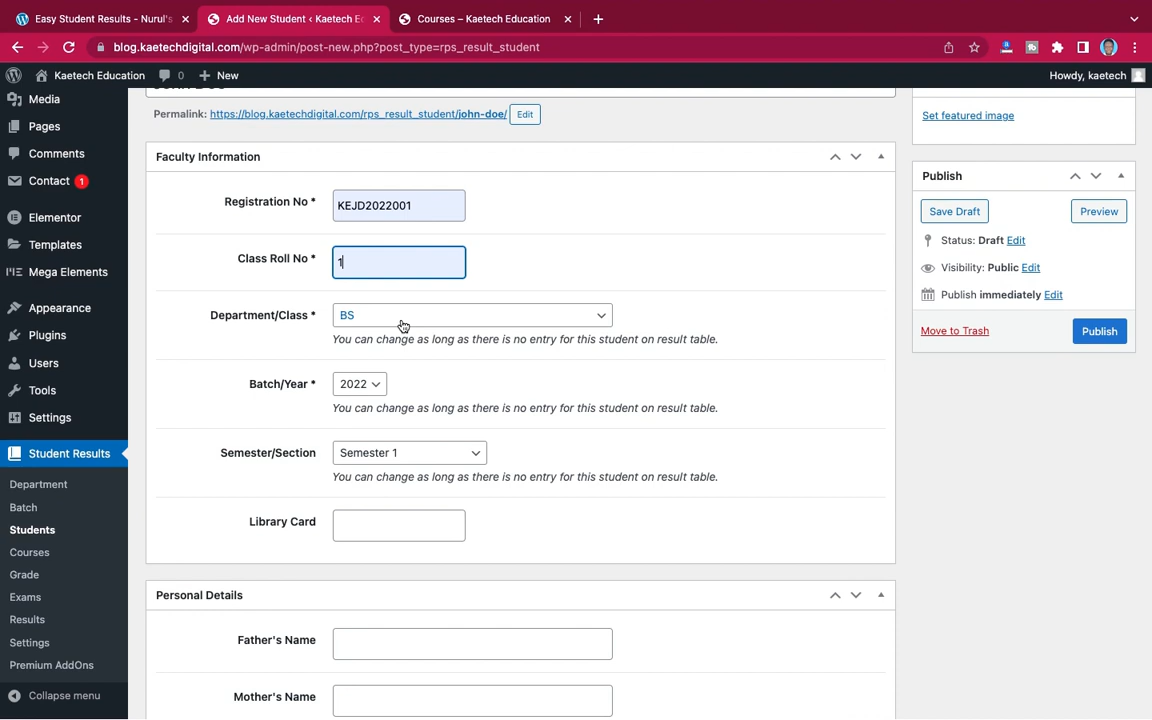 Easy Student Results - Nurul's
Add New Student ‹ Kaetech E
Courses – Kaetech Education
blog.kaetechdigital.com/wp-admin/post-new.php?post_type=rps_result_student
Kaetech Education
0
New
Howdy, kaetech
Media
Pages
Comments
Contact 1
Elementor
Templates
Mega Elements
Appearance
Plugins
Users
Tools
Settings
Student Results
Department
Batch
Students
Courses
Grade
Exams
Results
Settings
Premium AddOns
Collapse menu
JOHN DOE
Permalink: https://blog.kaetechdigital.com/rps_result_student/john-doe/ Edit
Faculty Information
Registration No * KEJD2022001
Class Roll No * 1
Department/Class * BS
You can change as long as there is no entry for this student on result table.
Batch/Year * 2022
You can change as long as there is no entry for this student on result table.
Semester/Section Semester 1
You can change as long as there is no entry for this student on result table.
Library Card
Personal Details
Father's Name
Mother's Name
Set featured image
Publish
Save Draft Preview
Status: Draft Edit
Visibility: Public Edit
Publish immediately Edit
Move to Trash Publish